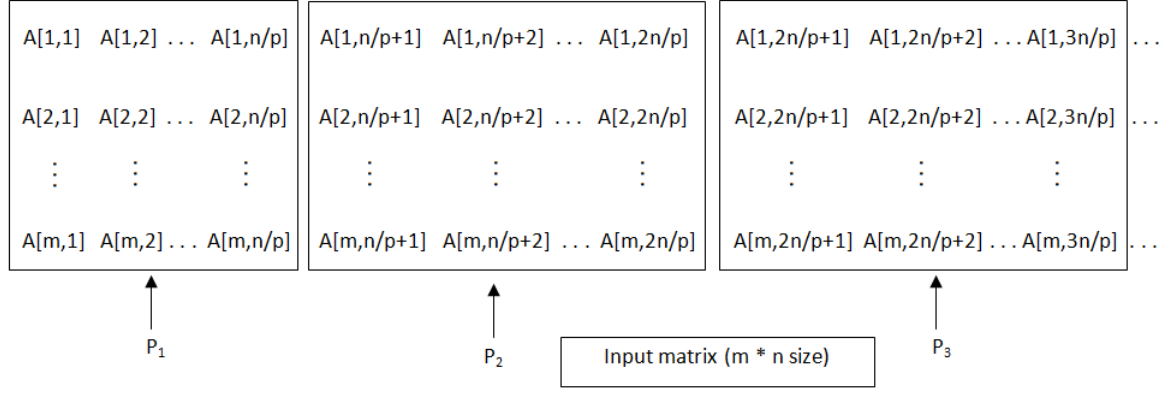 A[1,1] A[1,2] . . . A[1,n/p] A[1,n/p+1] A[1,n/p+2] . . . A[1,2n/p] A[1,2n/p+1] A[1,2n/p+2] . . . A[1,3n/p] . . .
A[2,1] A[2,2] . . . A[2,n/p] A[2,n/p+1] A[2,n/p+2] . . . A[2,2n/p] A[2,2n/p+1] A[2,2n/p+2] . . . A[2,3n/p] . . .
⋮ ⋮ ⋮ ⋮ ⋮ ⋮ ⋮ ⋮ ⋮
A[m,1] A[m,2] . . . A[m,n/p] A[m,n/p+1] A[m,n/p+2] . . . A[m,2n/p] A[m,2n/p+1] A[m,2n/p+2] . . . A[m,3n/p] . . .
P₁ P₂ P₃
Input matrix (m * n size)